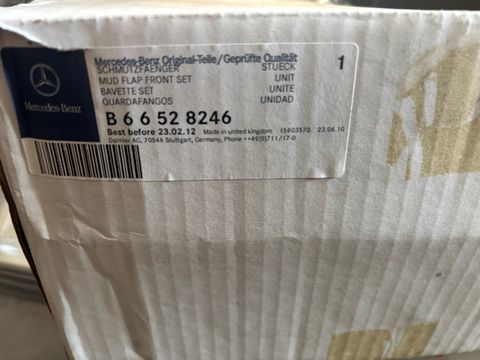 Mercedes-Benz Original-Teile/Geprüfte Qualität 1
SCHMUTZFAENGER STUECK
MUD FLAP FRONT SET UNIT
BAVETTE SET UNITE
GUARDAFANGOS UNIDAD
Mercedes-Benz
B 6 6 52 8246
Best before 23.02.12 Made in united kingdom 15803570 23.08.10
Daimler AG, 70546 Stuttgart, Germany, Phone ++49(0)711/17-0